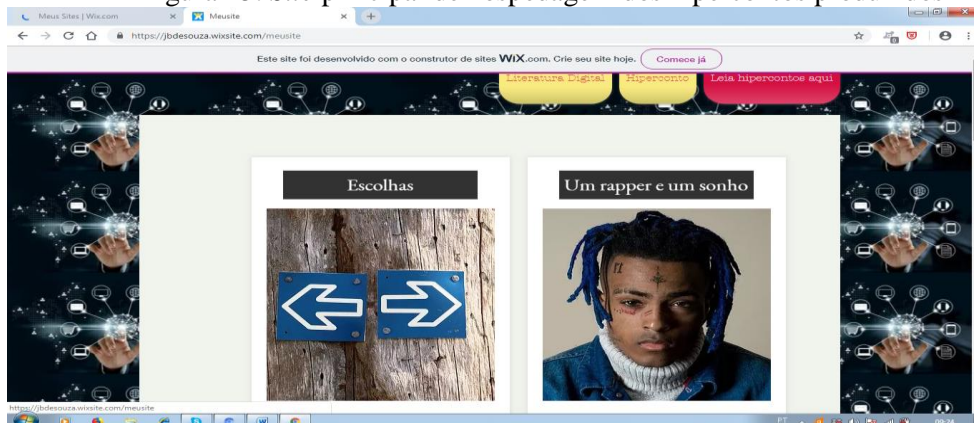 Meus Sites | Wix.com
Meusite
https://jbdesouza.wixsite.com/meusite
Este site foi desenvolvido com o construtor de sites WiX.com. Crie seu site hoje.
Comece já
Literatura Digital
Hiperconto
Leia hipercontos aqui
Escolhas
Um rapper e um sonho
https://jbdesouza.wixsite.com/meusite
PT